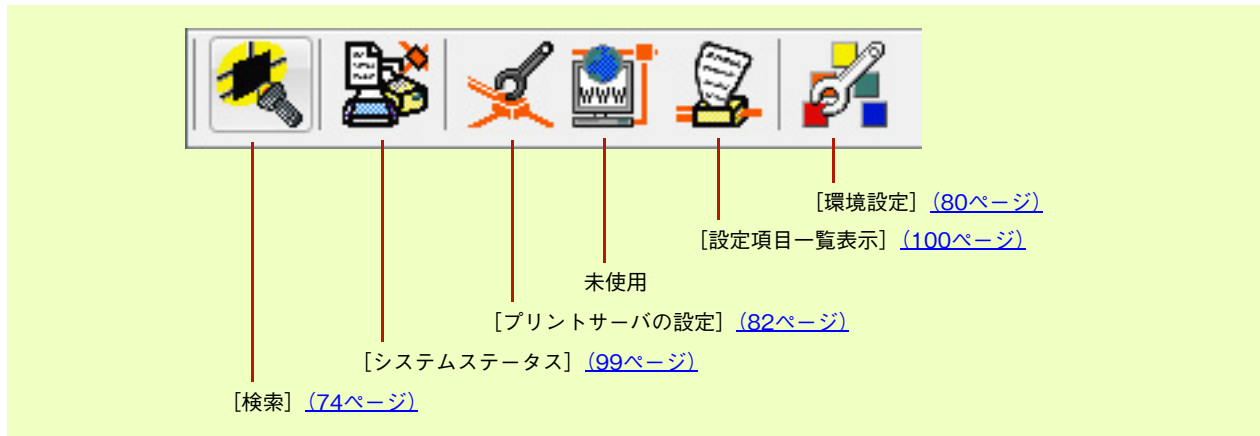 WWW
[環境設定] (80ページ)
[設定項目一覧表示] (100ページ)
未使用
[プリントサーバの設定] (82ページ)
[システムステータス] (99ページ)
[検索] (74ページ)